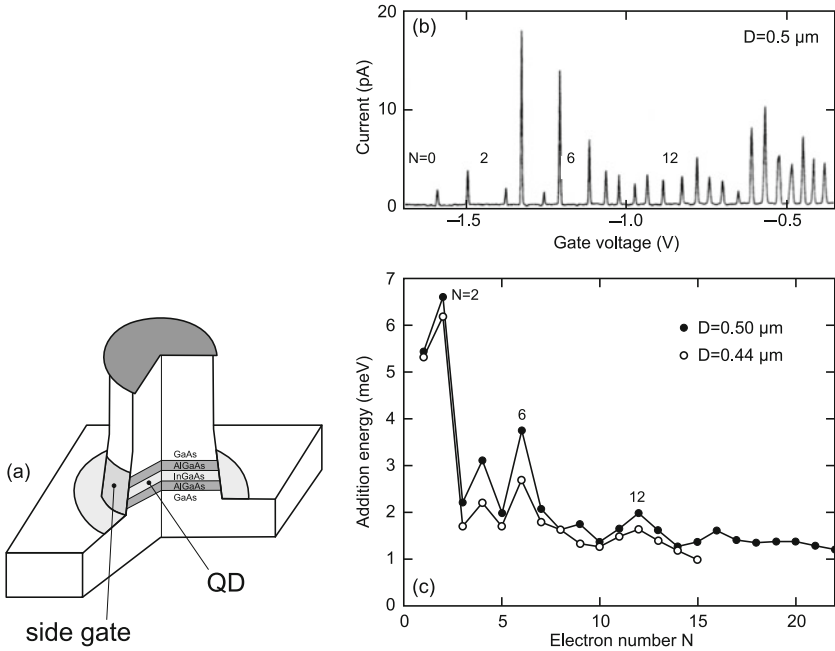 (b)
D=0.5 µm
Current (pA)
20
10
0
N=0
2
6
12
–1.5
–1.0
–0.5
Gate voltage (V)
(a)
GaAs
AlGaAs
InGaAs
AlGaAs
GaAs
QD
side gate
7
6
5
4
3
2
1
0
Addition energy (meV)
N=2
6
12
D=0.50 µm
D=0.44 µm
(c)
0
5
10
15
20
Electron number N